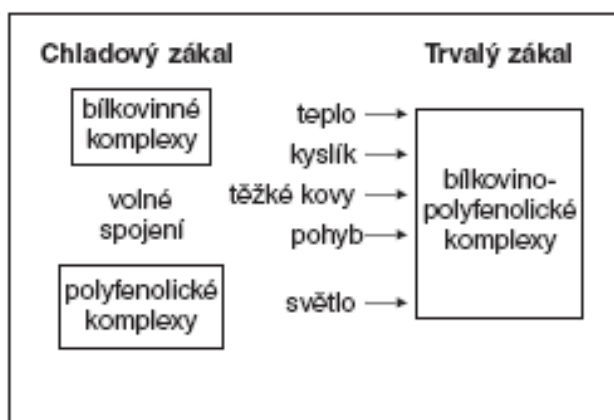 Chladový zákal
bílkovinné
komplexy
volné
spojení
polyfenolické
komplexy
teplo
kyslík
těžké kovy
pohyb
světlo
Trvalý zákal
bílkovino-
polyfenolické
komplexy